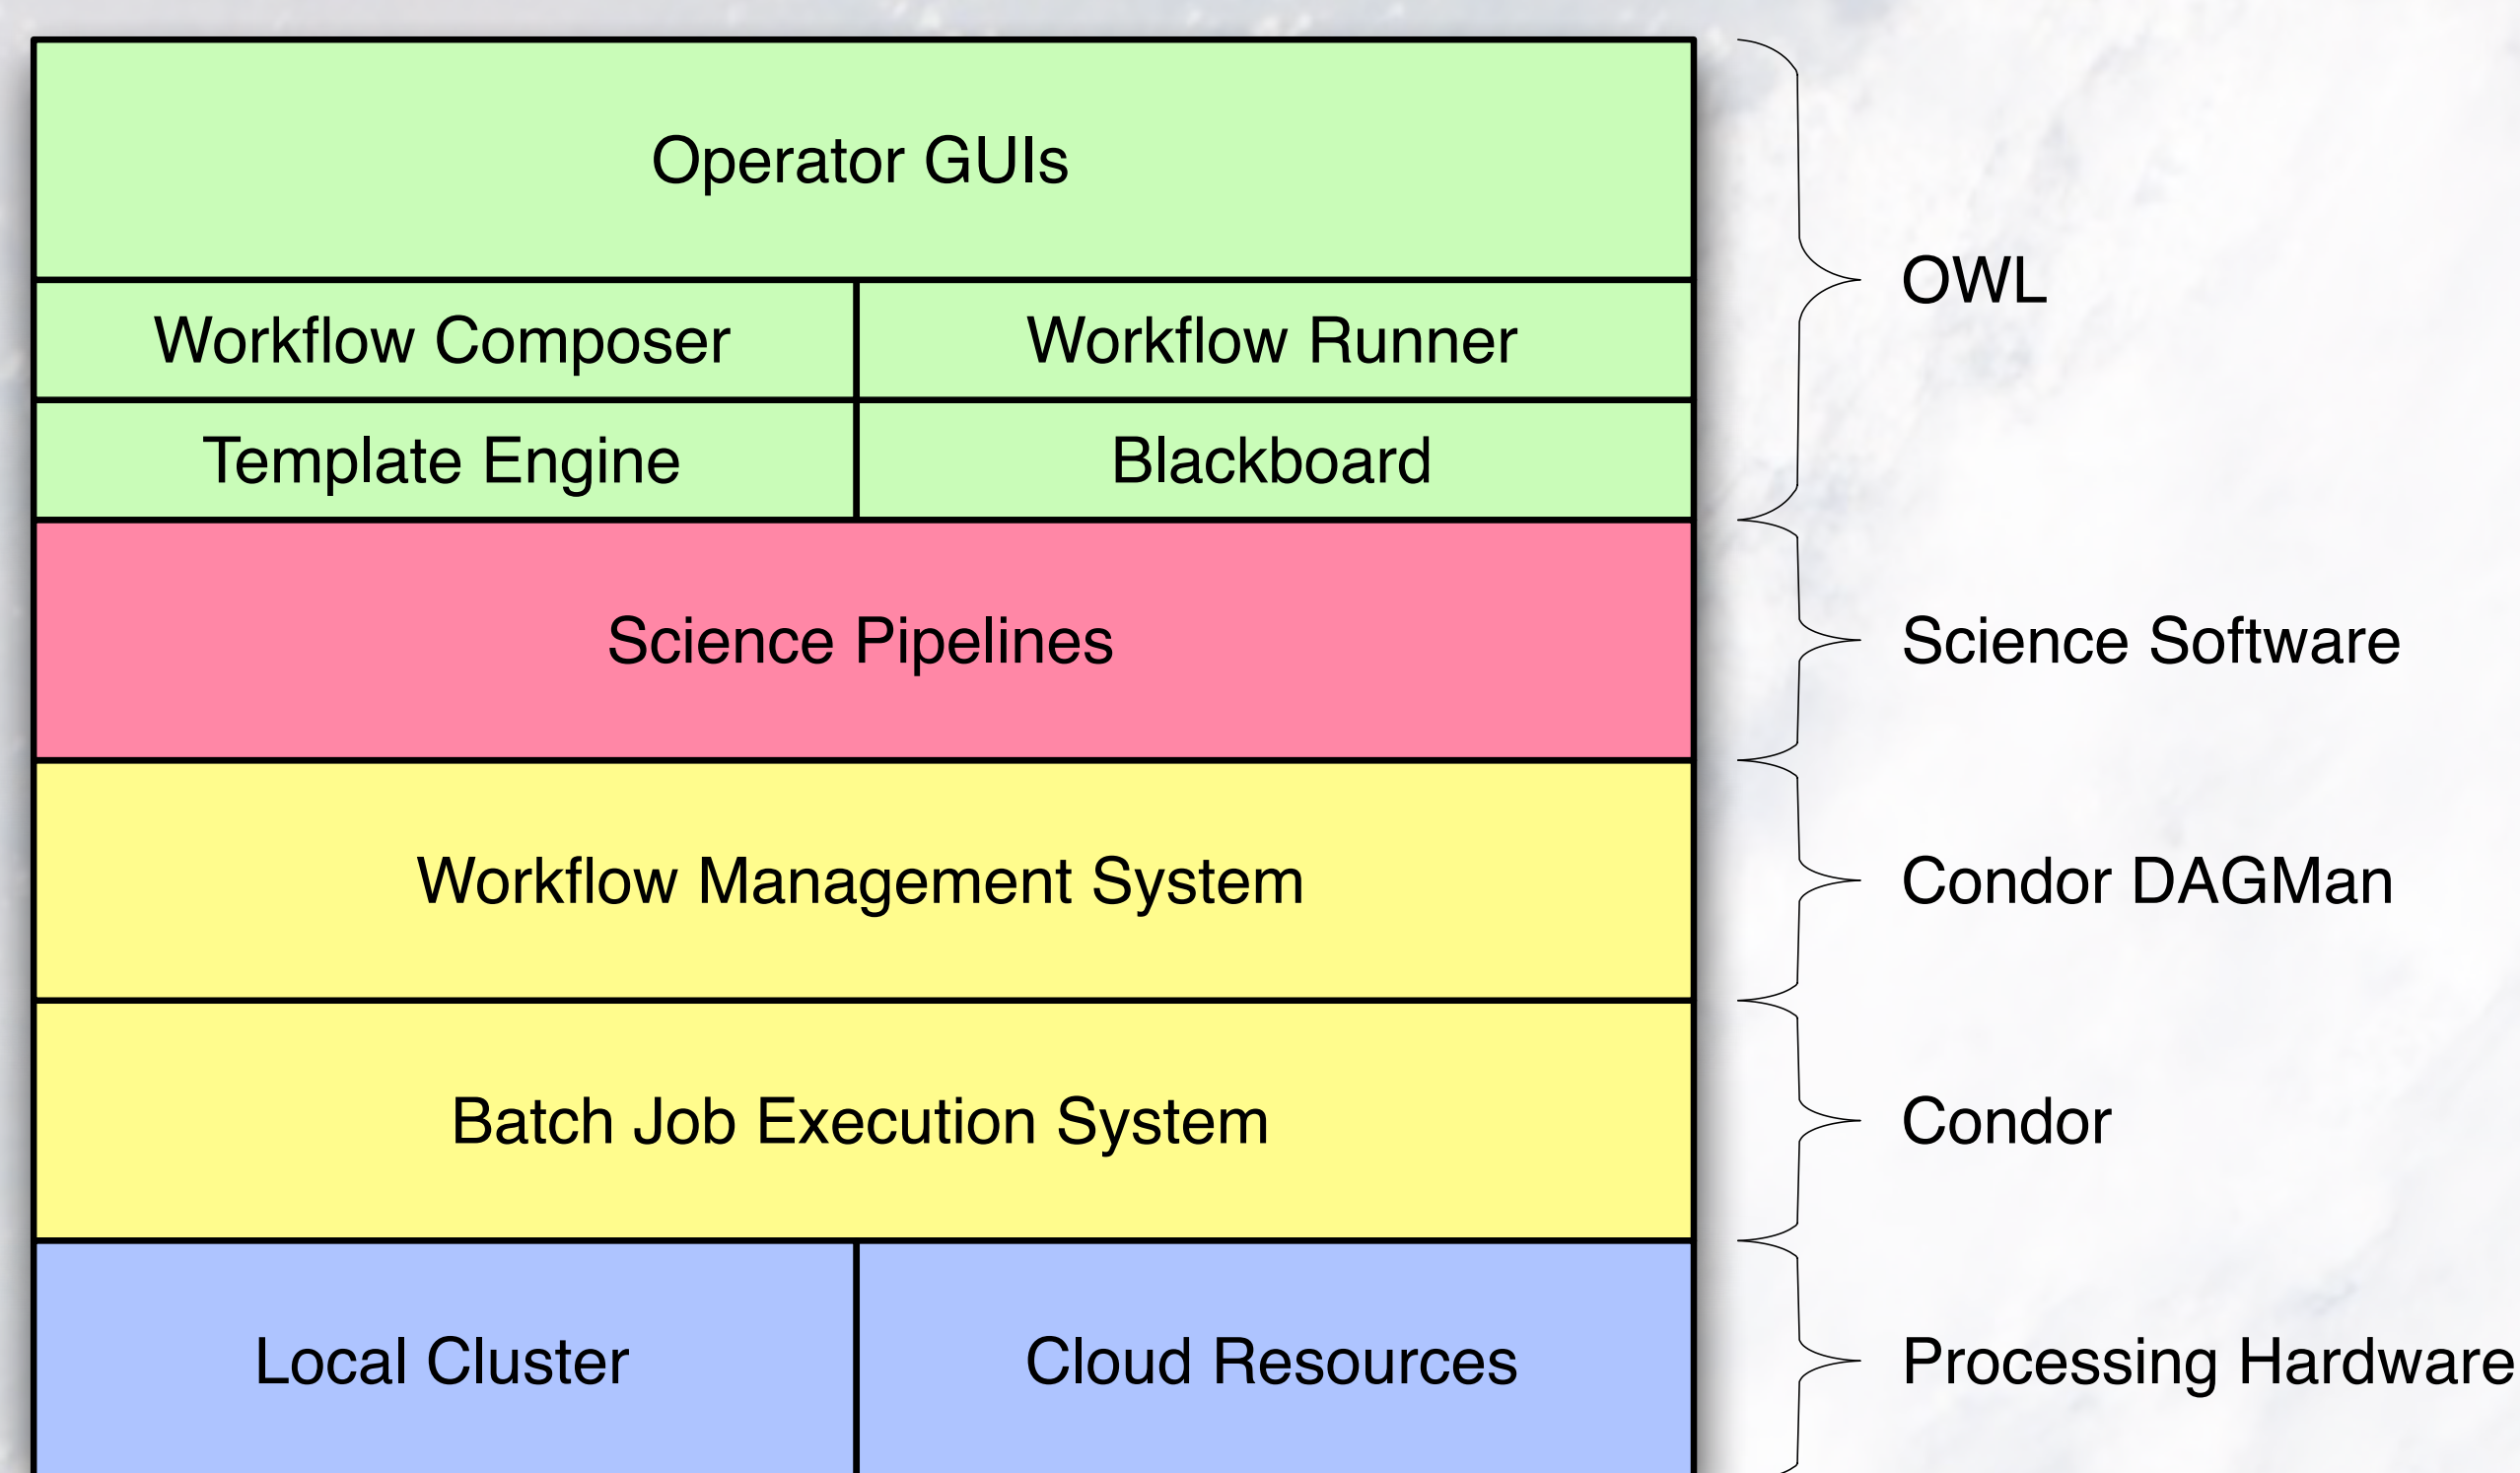 Operator GUIs
OWL
Workflow Composer
Workflow Runner
Template Engine
Blackboard
Science Pipelines
Science Software
Workflow Management System
Condor DAGMan
Batch Job Execution System
Condor
Local Cluster
Cloud Resources
Processing Hardware